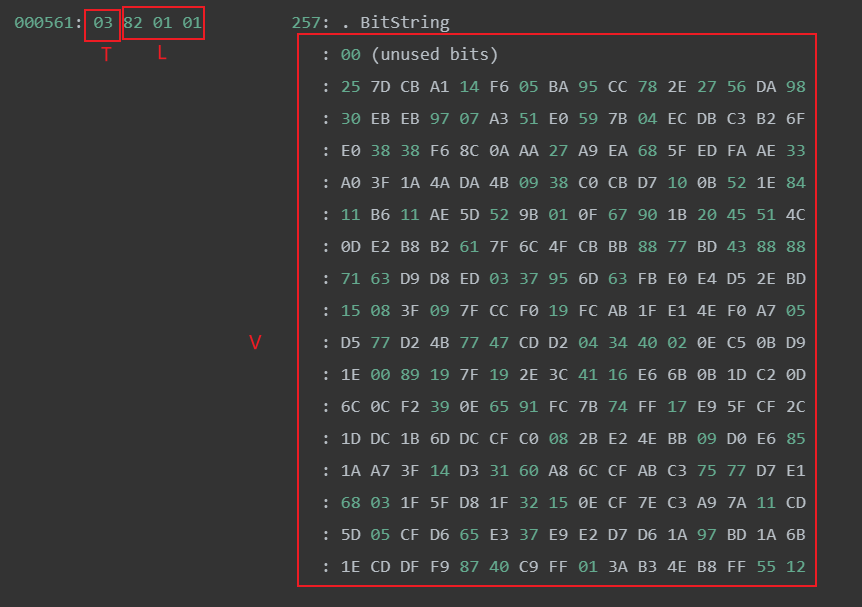 000561: 03 82 01 01 257: . BitString
T L : 00 (unused bits)
: 25 7D CB A1 14 F6 05 BA 95 CC 78 2E 27 56 DA 98
: 30 EB EB 97 07 A3 51 E0 59 7B 04 EC DB C3 B2 6F
: E0 38 38 F6 8C 0A AA 27 A9 EA 68 5F ED FA AE 33
: A0 3F 1A 4A DA 4B 09 38 C0 CB D7 10 0B 52 1E 84
: 11 B6 11 AE 5D 52 9B 01 0F 67 90 1B 20 45 51 4C
: 0D E2 B8 B2 61 7F 6C 4F CB BB 88 77 BD 43 88 88
: 71 63 D9 D8 ED 03 37 95 6D 63 FB E0 E4 D5 2E BD
: 15 08 3F 09 7F CC F0 19 FC AB 1F E1 4E F0 A7 05
V : D5 77 D2 4B 77 47 CD D2 04 34 40 02 0E C5 0B D9
: 1E 00 89 19 7F 19 2E 3C 41 16 E6 6B 0B 1D C2 0D
: 6C 0C F2 39 0E 65 91 FC 7B 74 FF 17 E9 5F CF 2C
: 1D DC 1B 6D DC CF C0 08 2B E2 4E BB 09 D0 E6 85
: 1A A7 3F 14 D3 31 60 A8 6C CF AB C3 75 77 D7 E1
: 68 03 1F 5F D8 1F 32 15 0E CF 7E C3 A9 7A 11 CD
: 5D 05 CF D6 65 E3 37 E9 E2 D7 D6 1A 97 BD 1A 6B
: 1E CD DF F9 87 40 C9 FF 01 3A B3 4E B8 FF 55 12